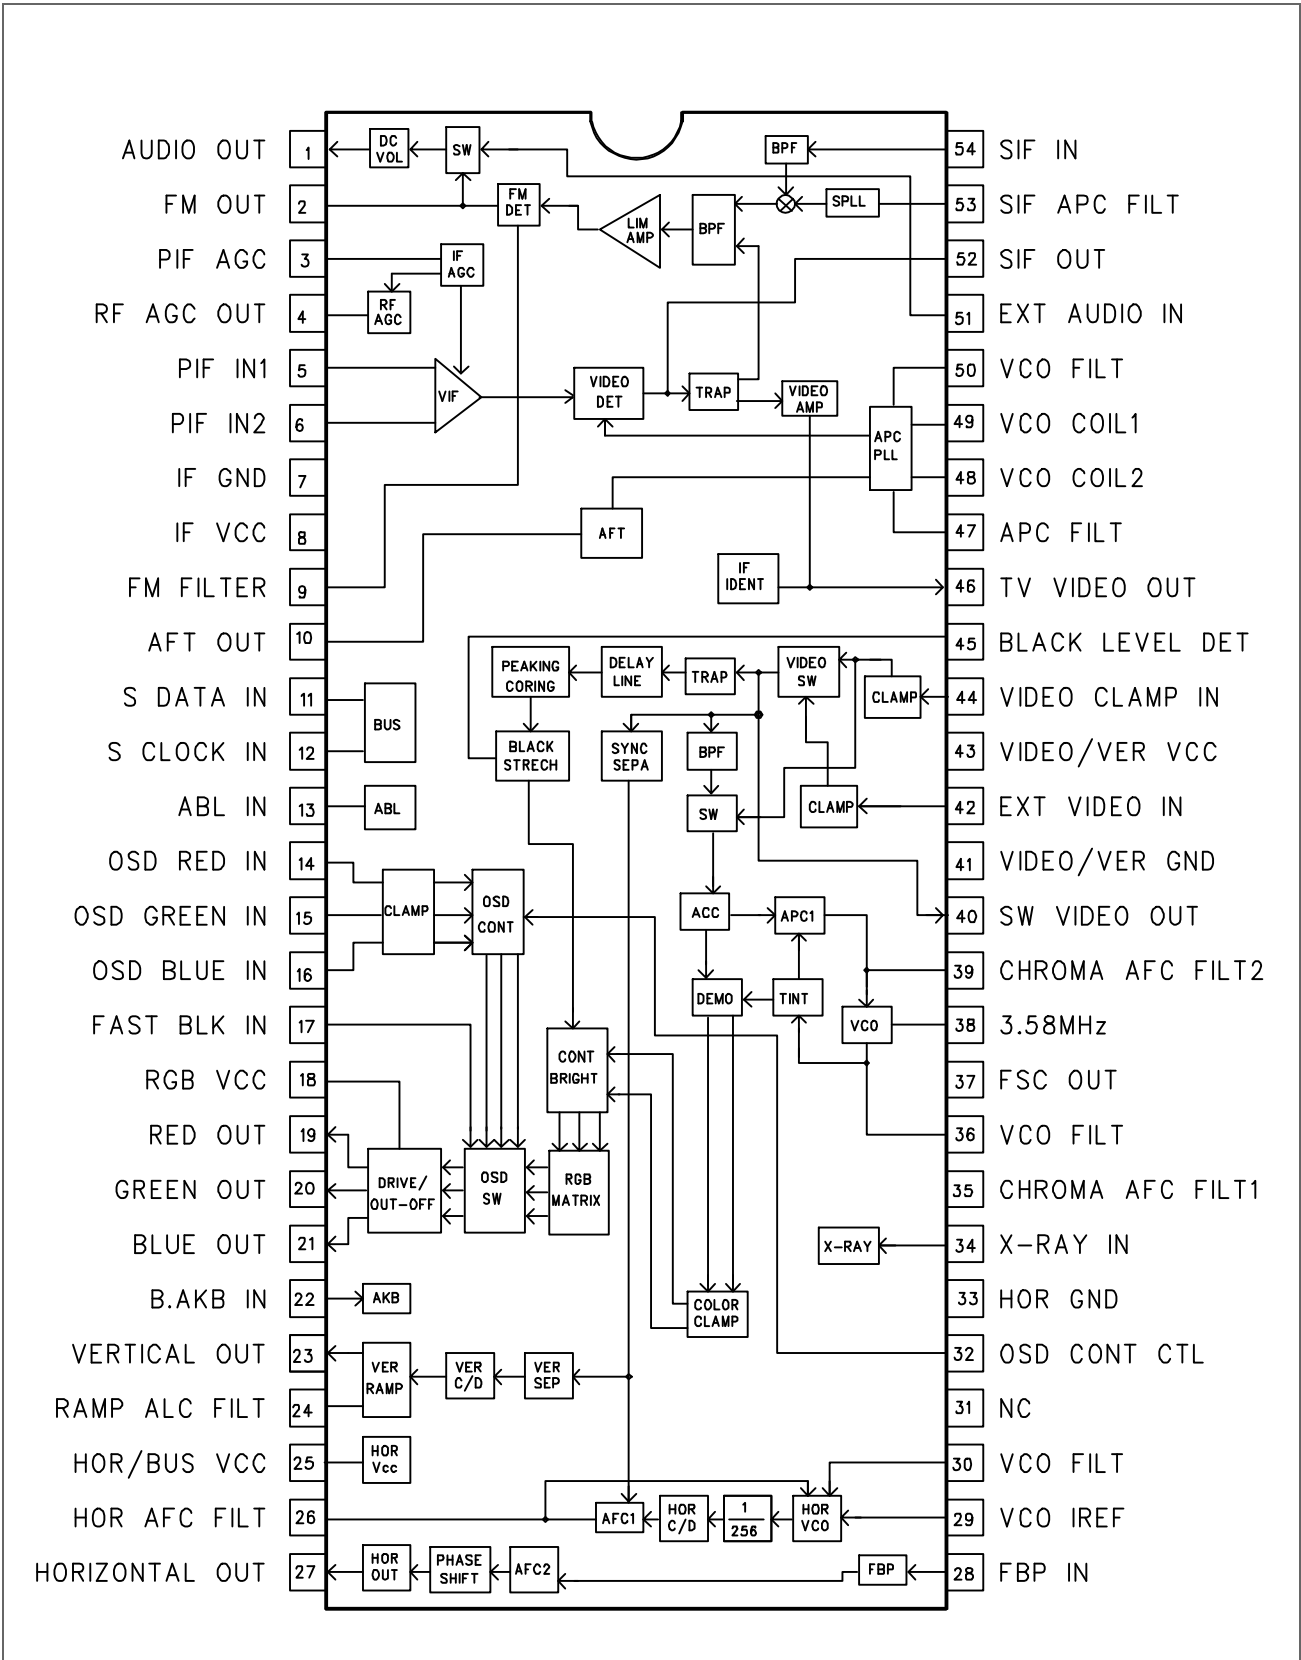 AUDIO OUT 1 DC VOL SW BPF 54 SIF IN
FM OUT 2 FM DET LIM AMP BPF SPLL 53 SIF APC FILT
PIF AGC 3 IF AGC 52 SIF OUT
RF AGC OUT 4 RF AGC 51 EXT AUDIO IN
PIF IN1 5 VIF VIDEO DET TRAP VIDEO AMP 50 VCO FILT
PIF IN2 6 APC PLL 49 VCO COIL1
IF GND 7 48 VCO COIL2
IF VCC 8 AFT 47 APC FILT
FM FILTER 9 IF IDENT 46 TV VIDEO OUT
AFT OUT 10 45 BLACK LEVEL DET
PEAKING CORING DELAY LINE TRAP VIDEO SW
S DATA IN 11 BUS CLAMP 44 VIDEO CLAMP IN
S CLOCK IN 12 BLACK STRECH SYNC SEPA BPF 43 VIDEO/VER VCC
ABL IN 13 ABL SW CLAMP 42 EXT VIDEO IN
OSD RED IN 14 41 VIDEO/VER GND
OSD GREEN IN 15 CLAMP OSD CONT ACC APC1 40 SW VIDEO OUT
OSD BLUE IN 16 DEMO TINT 39 CHROMA AFC FILT2
FAST BLK IN 17 VCO 38 3.58MHz
RGB VCC 18 CONT BRIGHT 37 FSC OUT
RED OUT 19 36 VCO FILT
GREEN OUT 20 DRIVE/ OUT-OFF OSD SW RGB MATRIX 35 CHROMA AFC FILT1
BLUE OUT 21 X-RAY 34 X-RAY IN
B.AKB IN 22 AKB COLOR CLAMP 33 HOR GND
VERTICAL OUT 23 VER RAMP VER C/D VER SEP 32 OSD CONT CTL
RAMP ALC FILT 24 31 NC
HOR/BUS VCC 25 HOR Vcc 30 VCO FILT
HOR AFC FILT 26 AFC1 HOR C/D 1 256 HOR VCO 29 VCO IREF
HORIZONTAL OUT 27 HOR OUT PHASE SHIFT AFC2 FBP 28 FBP IN